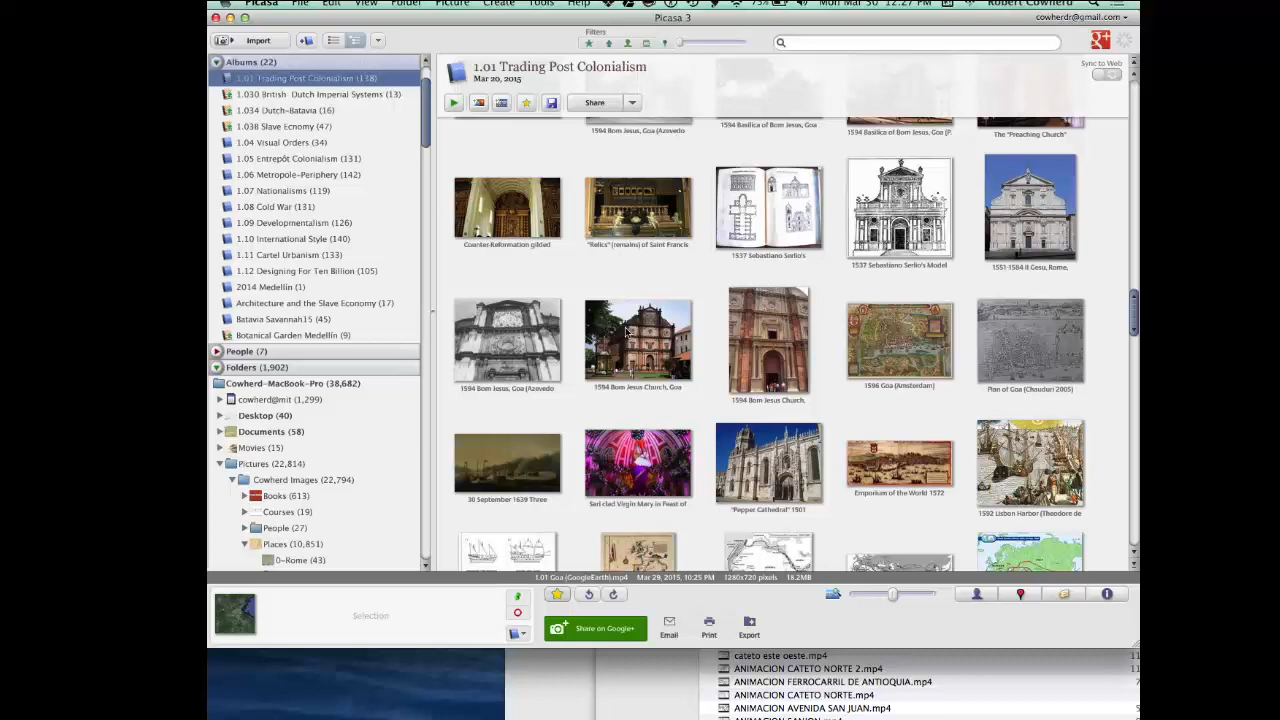 Picasa File Edit View Folder Picture Create Tools Help 75% Mon Mar 30 12:27 PM Robert Cowherd
Picasa 3
cowherdr@gmail.com
Import
Filters
Albums (22)
1.01 Trading Post Colonialism (138)
1.030 British- Dutch Imperial Systems (13)
1.034 Dutch-Batavia (16)
1.038 Slave Ecnomy (47)
1.04 Visual Orders (34)
1.05 Entrepôt Colonialism (131)
1.06 Metropole-Periphery (142)
1.07 Nationalisms (119)
1.08 Cold War (131)
1.09 Developmentalism (126)
1.10 International Style (140)
1.11 Cartel Urbanism (133)
1.12 Designing For Ten Billion (105)
2014 Medellin (1)
Architecture and the Slave Economy (17)
Batavia Savannah15 (45)
Botanical Garden Medellín (9)
People (7)
Folders (1,902)
Cowherd-MacBook-Pro (38,682)
cowherd@mit (1,299)
Desktop (40)
Documents (58)
Movies (15)
Pictures (22,814)
Cowherd Images (22,794)
Books (613)
Courses (19)
People (27)
Places (10,851)
0-Rome (43)
1.01 Trading Post Colonialism
Mar 20, 2015
Sync to Web
Share
1594 Bom Jesus, Goa (Azevedo
1594 Basilica of Bom Jesus, Goa
1594 Basilica of Bom Jesus, Goa (P.
The "Preaching Church"
Counter-Reformation gilded
"Relics" (remains) of Saint Francis
1537 Sebastiano Serlio's
1537 Sebastiano Serlio's Model
1551-1584 Il Gesu, Rome,
1594 Bom Jesus, Goa (Azevedo
1594 Bom Jesus Church, Goa
1594 Bom Jesus Church,
1596 Goa (Amsterdam)
Plan of Goa (Chauduri 2005)
30 September 1639 Three
Sari clad Virgin Mary in Feast of
"Pepper Cathedral" 1501
Emporium of the World 1572
1592 Lisbon Harbor (Theodore de
1.01 Goa (GoogleEarth).mp4 Mar 29, 2015, 10:25 PM 1280x720 pixels 18.2MB
Selection
Share on Google+
Email
Print
Export
cateto este oeste.mp4
ANIMACION CATETO NORTE 2.mp4
ANIMACION FERROCARRIL DE ANTIOQUIA.mp4
ANIMACION CATETO NORTE.mp4
ANIMACION AVENIDA SAN JUAN.mp4